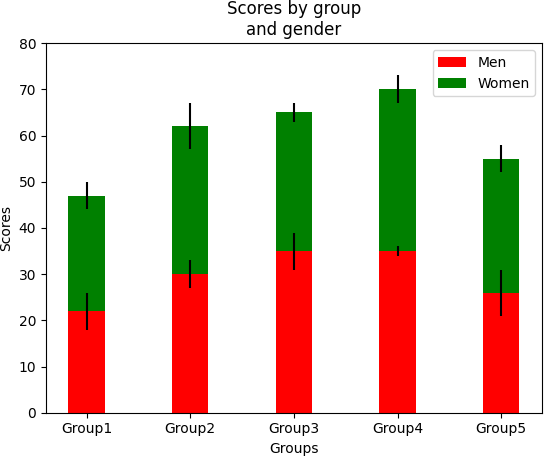 Scores by group
and gender
Men
Women
80
70
60
50
40
30
20
10
0
Scores
Group1 Group2 Group3 Group4 Group5
Groups